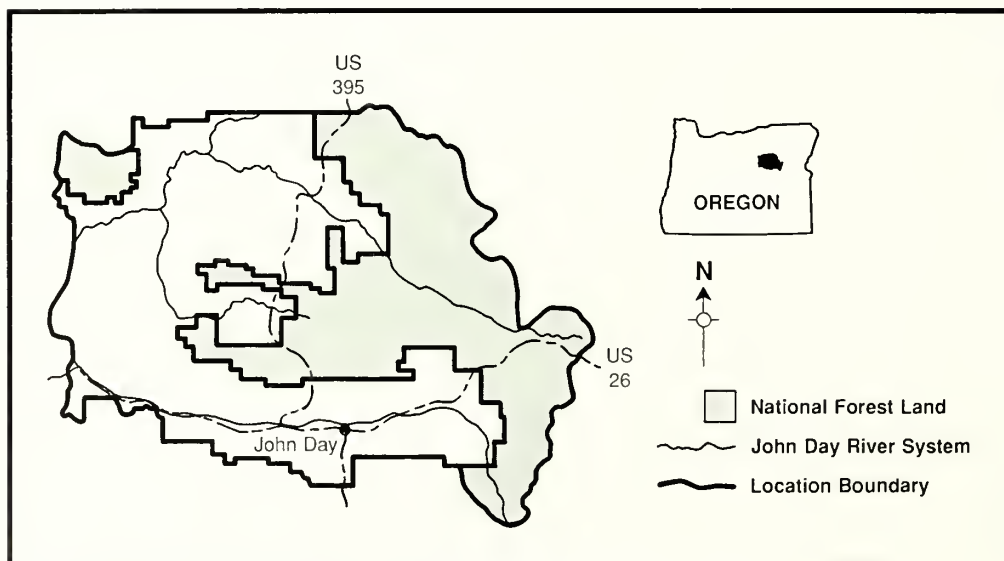 US
395
OREGON
N
US
26
National Forest Land
John Day River System
Location Boundary
John Day